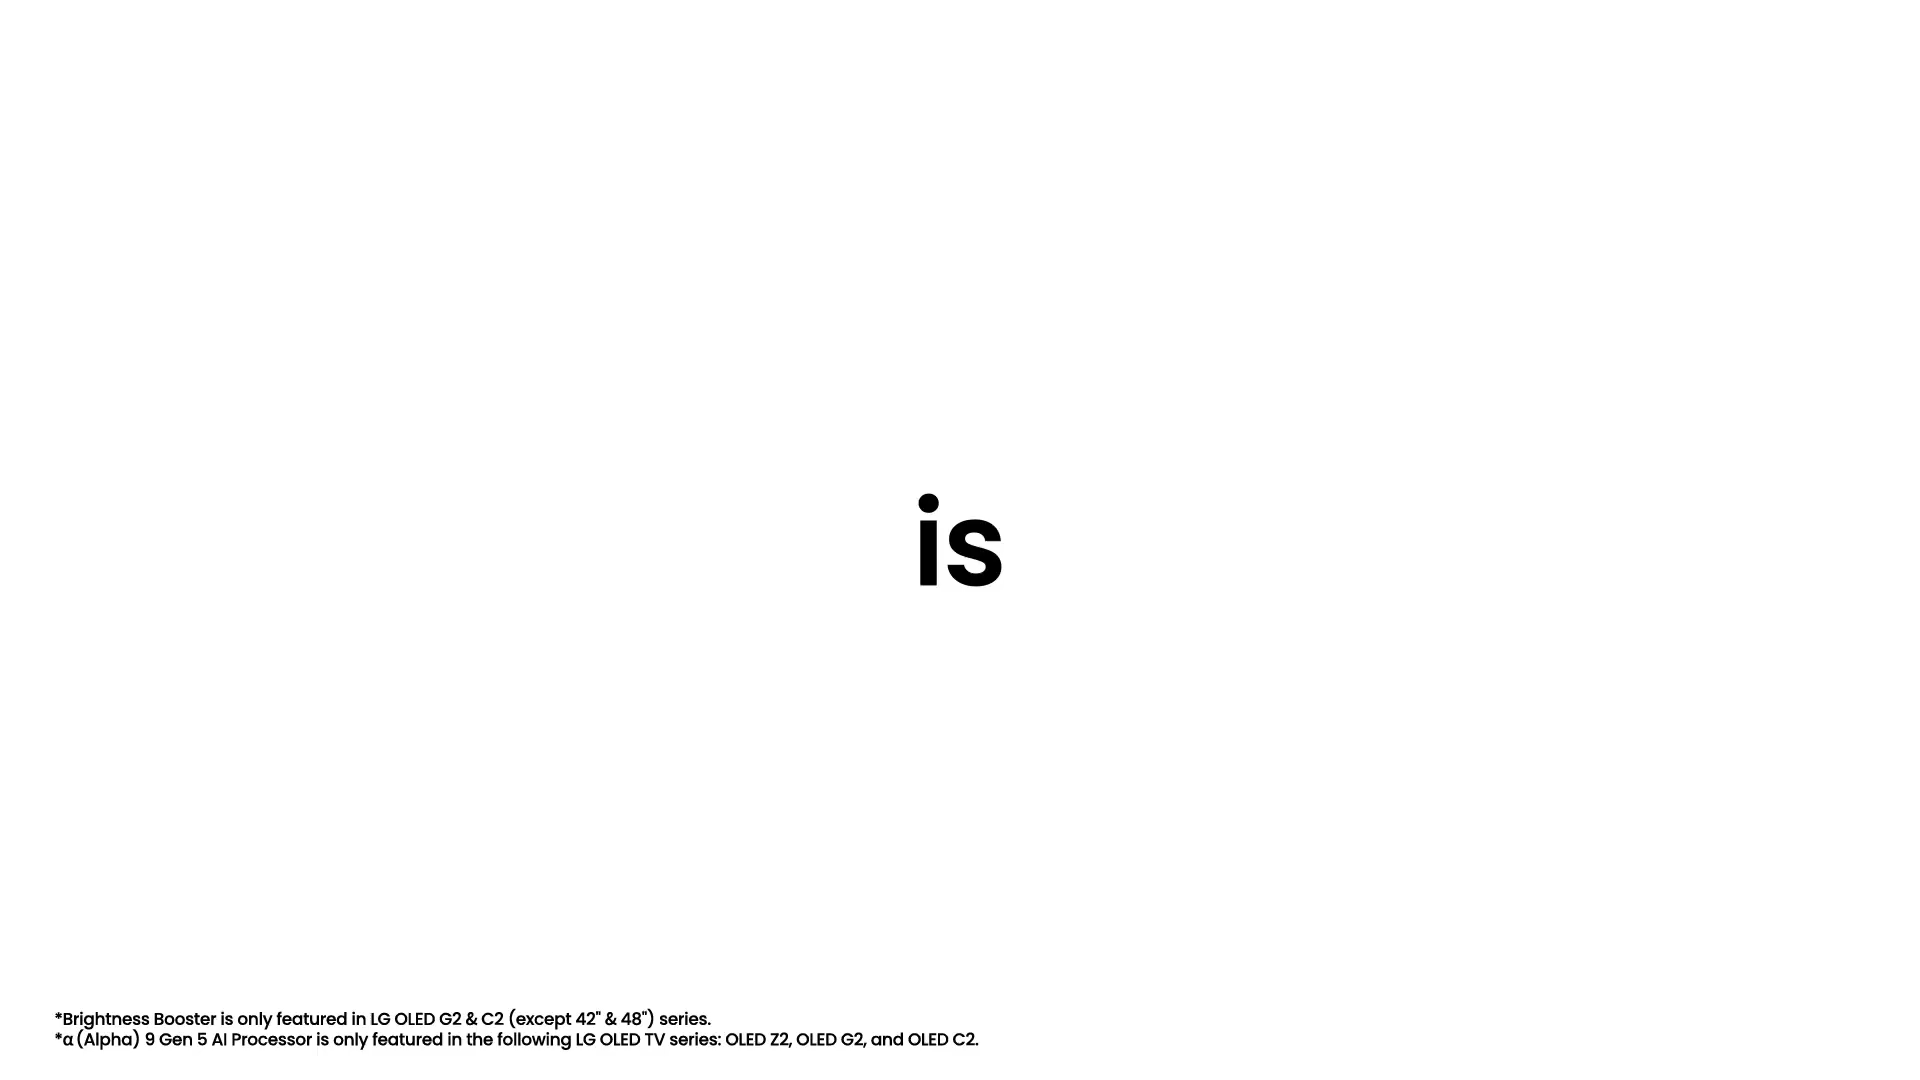 is
*Brightness Booster is only featured in LG OLED G2 & C2 (except 42" & 48") series.
*α (Alpha) 9 Gen 5 AI Processor is only featured in the following LG OLED TV series: OLED Z2, OLED G2, and OLED C2.